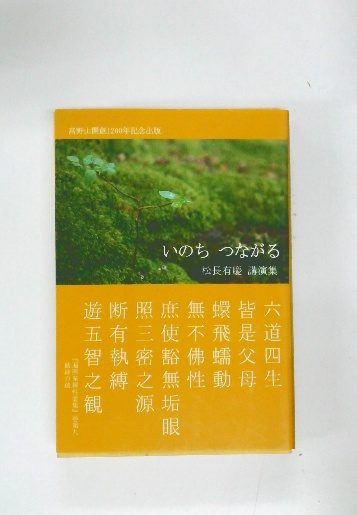 高野山開創1200年記念出版
いのち つながる
松長有慶 講演集
六道四生
皆是父母
蠉飛蠕動
無不佛性
庶使豁無垢眼
照三密之源
断有執縛
遊五智之観